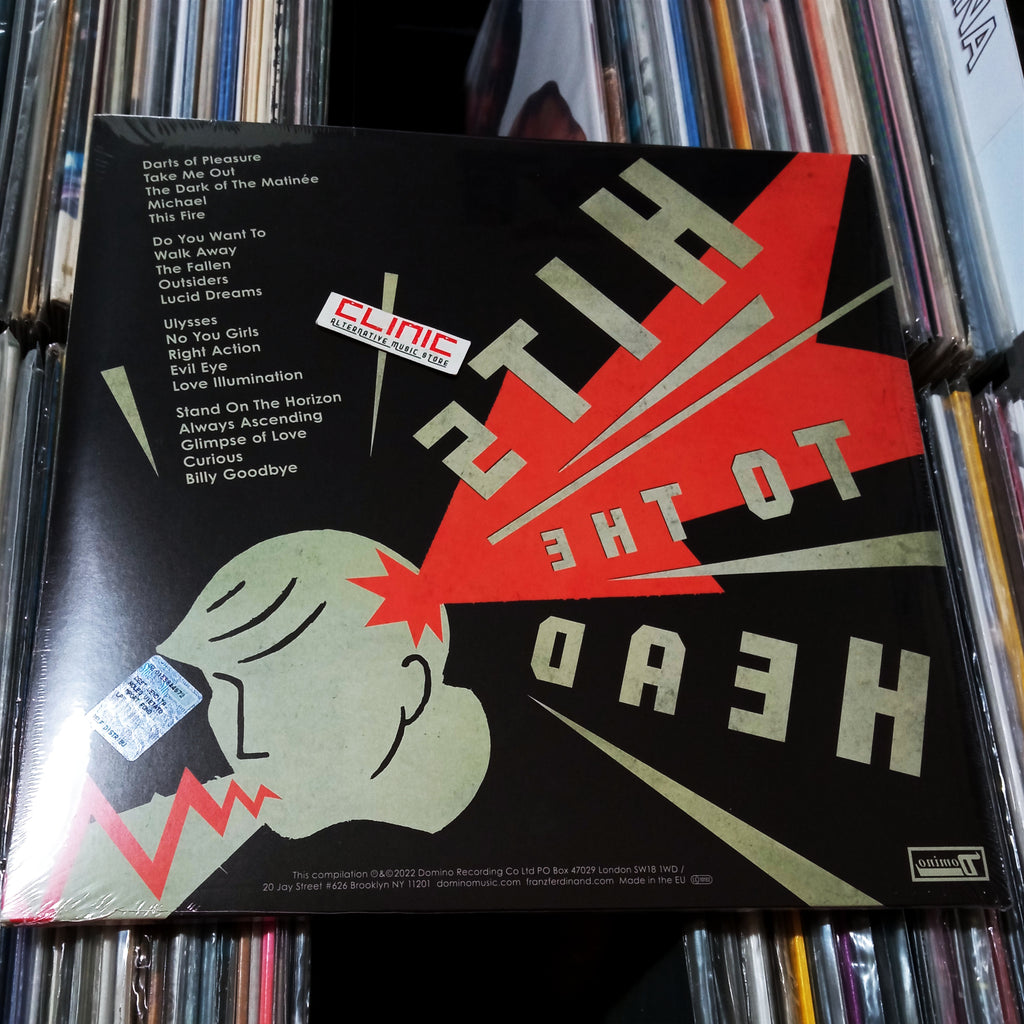 Darts of Pleasure
Take Me Out
The Dark of The Matinée
Michael
This Fire
Do You Want To
Walk Away
The Fallen
Outsiders
Lucid Dreams
Ulysses
No You Girls
Right Action
Evil Eye
Love Illumination
Stand On The Horizon
Always Ascending
Glimpse of Love
Curious
Billy Goodbye
CLINIC
ALTERNATIVE MUSIC STORE
HITS
TO THE
HEAD
This compilation ℗&©2022 Domino Recording Co Ltd PO Box 47029 London SW18 1WD /
20 Jay Street #626 Brooklyn NY 11201 dominomusic.com franzferdinand.com Made in the EU
Domino
NA